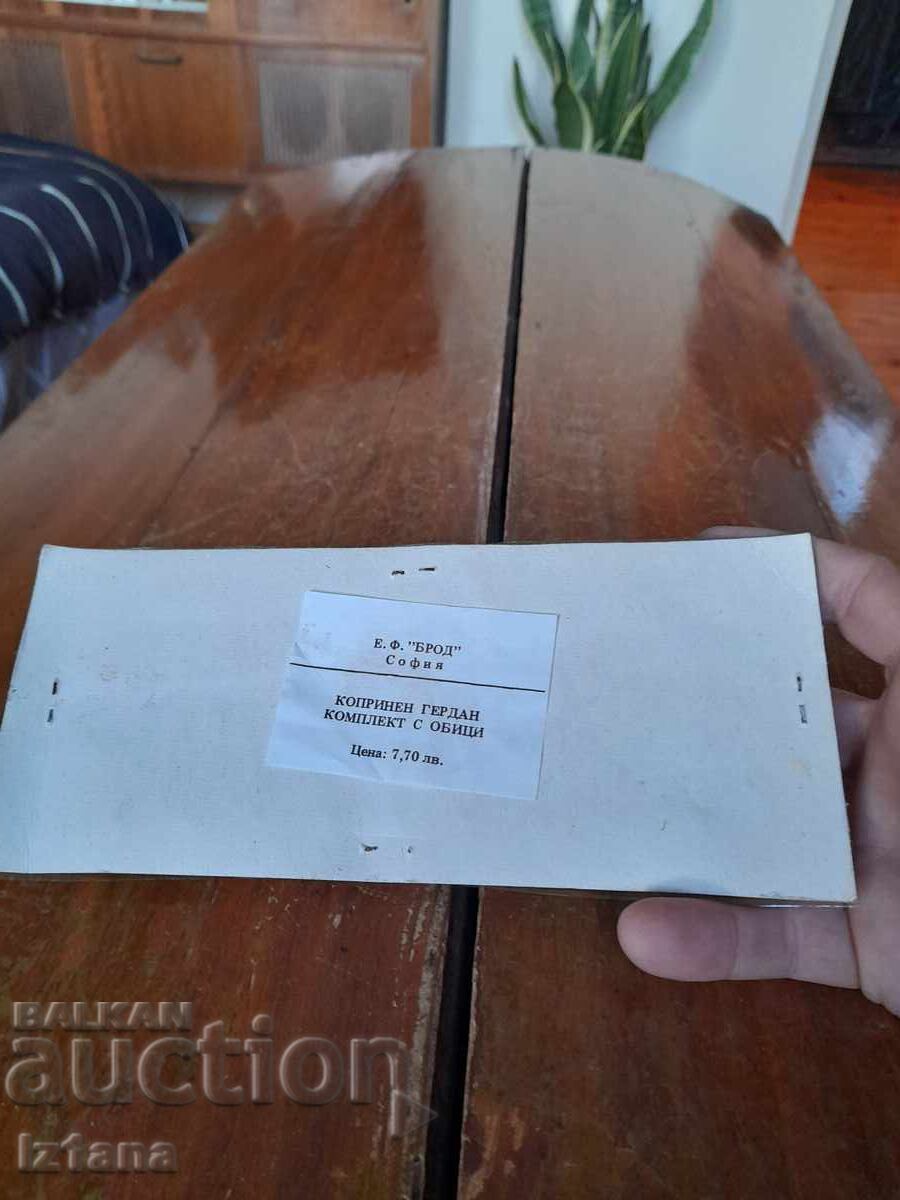 Е. Ф. "БРОД"
София
КОПРИНЕН ГЕРДАН
КОМПЛЕКТ С ОБИЦИ
Цена: 7,70 лв.
BALKAN
auction
Iztana